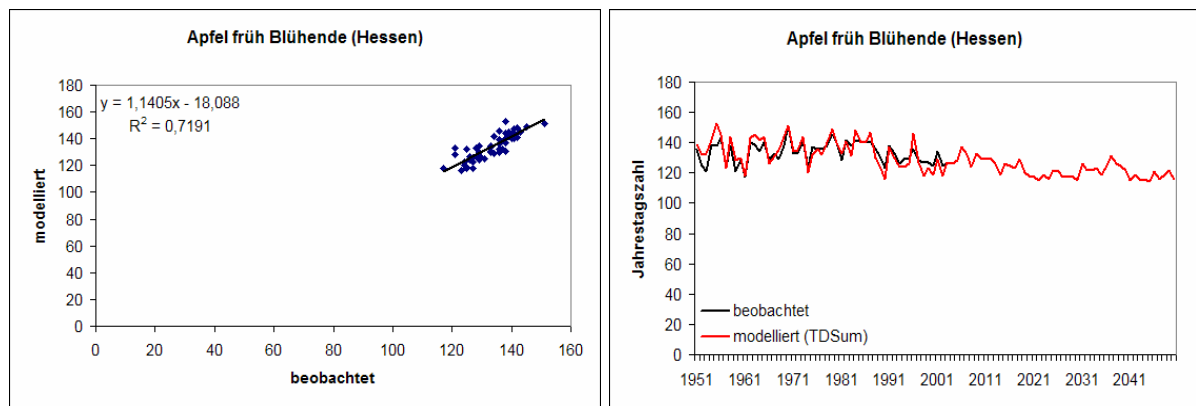 Apfel früh Blühende (Hessen)
modelliert
180
160
140
120
100
80
60
40
20
0
y = 1,1405x - 18,088
R² = 0,7191
0 20 40 60 80 100 120 140 160
beobachtet
Apfel früh Blühende (Hessen)
Jahrestagszahl
180
160
140
120
100
80
60
40
20
0
beobachtet
modelliert (TDSum)
1951 1961 1971 1981 1991 2001 2011 2021 2031 2041